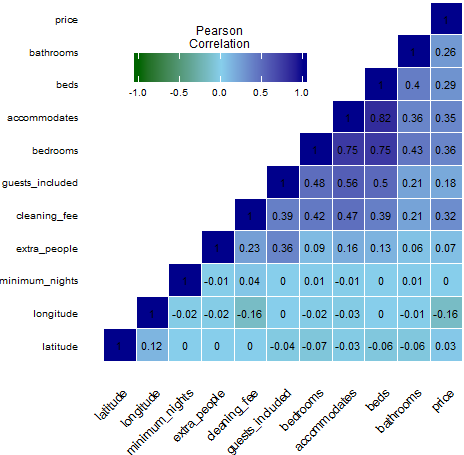 Pearson
Correlation
-1.0 -0.5 0.0 0.5 1.0
price 1
bathrooms 1 0.26
beds 1 0.4 0.29
accommodates 1 0.82 0.36 0.35
bedrooms 1 0.75 0.75 0.43 0.36
guests_included 1 0.48 0.56 0.5 0.21 0.18
cleaning_fee 1 0.39 0.42 0.47 0.39 0.21 0.32
extra_people 1 0.23 0.36 0.09 0.16 0.13 0.06 0.07
minimum_nights 1 -0.01 0.04 0 0.01 -0.01 0 0.01 0
longitude 1 -0.02 -0.02 -0.16 0 -0.02 -0.03 0 -0.01 -0.16
latitude 1 0.12 0 0 0 -0.04 -0.07 -0.03 -0.06 -0.06 0.03
latitude longitude minimum_nights extra_people cleaning_fee guests_included bedrooms accommodates beds bathrooms price